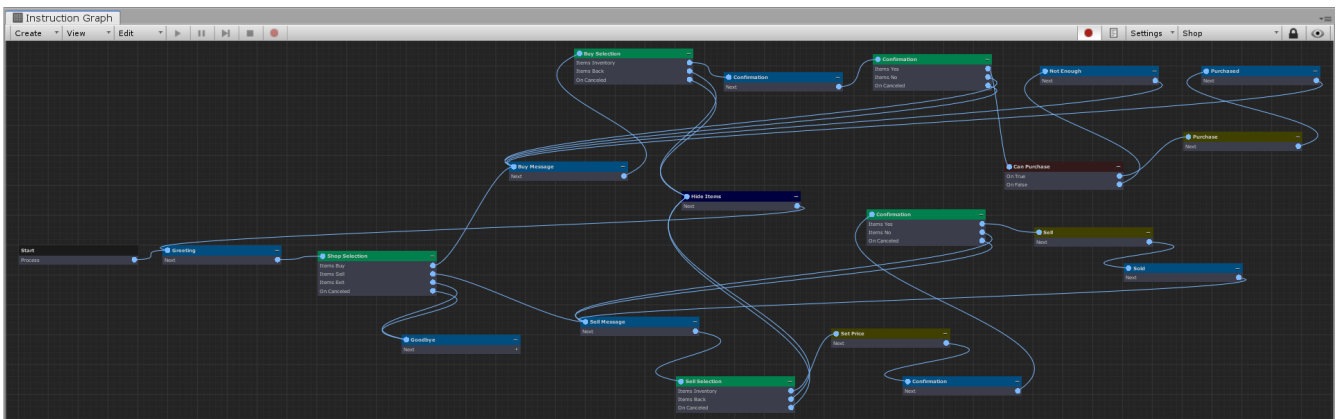 Instruction Graph
Create View Edit Settings Shop
Buy Selection
Items Inventory
Items Back
On Canceled
Confirmation
Next
Confirmation
Items Yes
Items No
On Canceled
Not Enough
Next
Purchased
Next
Purchase
Next
Buy Message
Next
Can Purchase
On True
On False
Hide Items
Next
Confirmation
Items Yes
Items No
On Canceled
Sell
Next
Start
Process
Greeting
Next
Shop Selection
Items Buy
Items Sell
Items Exit
On Canceled
Sold
Next
Sell Message
Next
Goodbye
Next
Set Price
Next
Sell Selection
Items Inventory
Items Back
On Canceled
Confirmation
Next